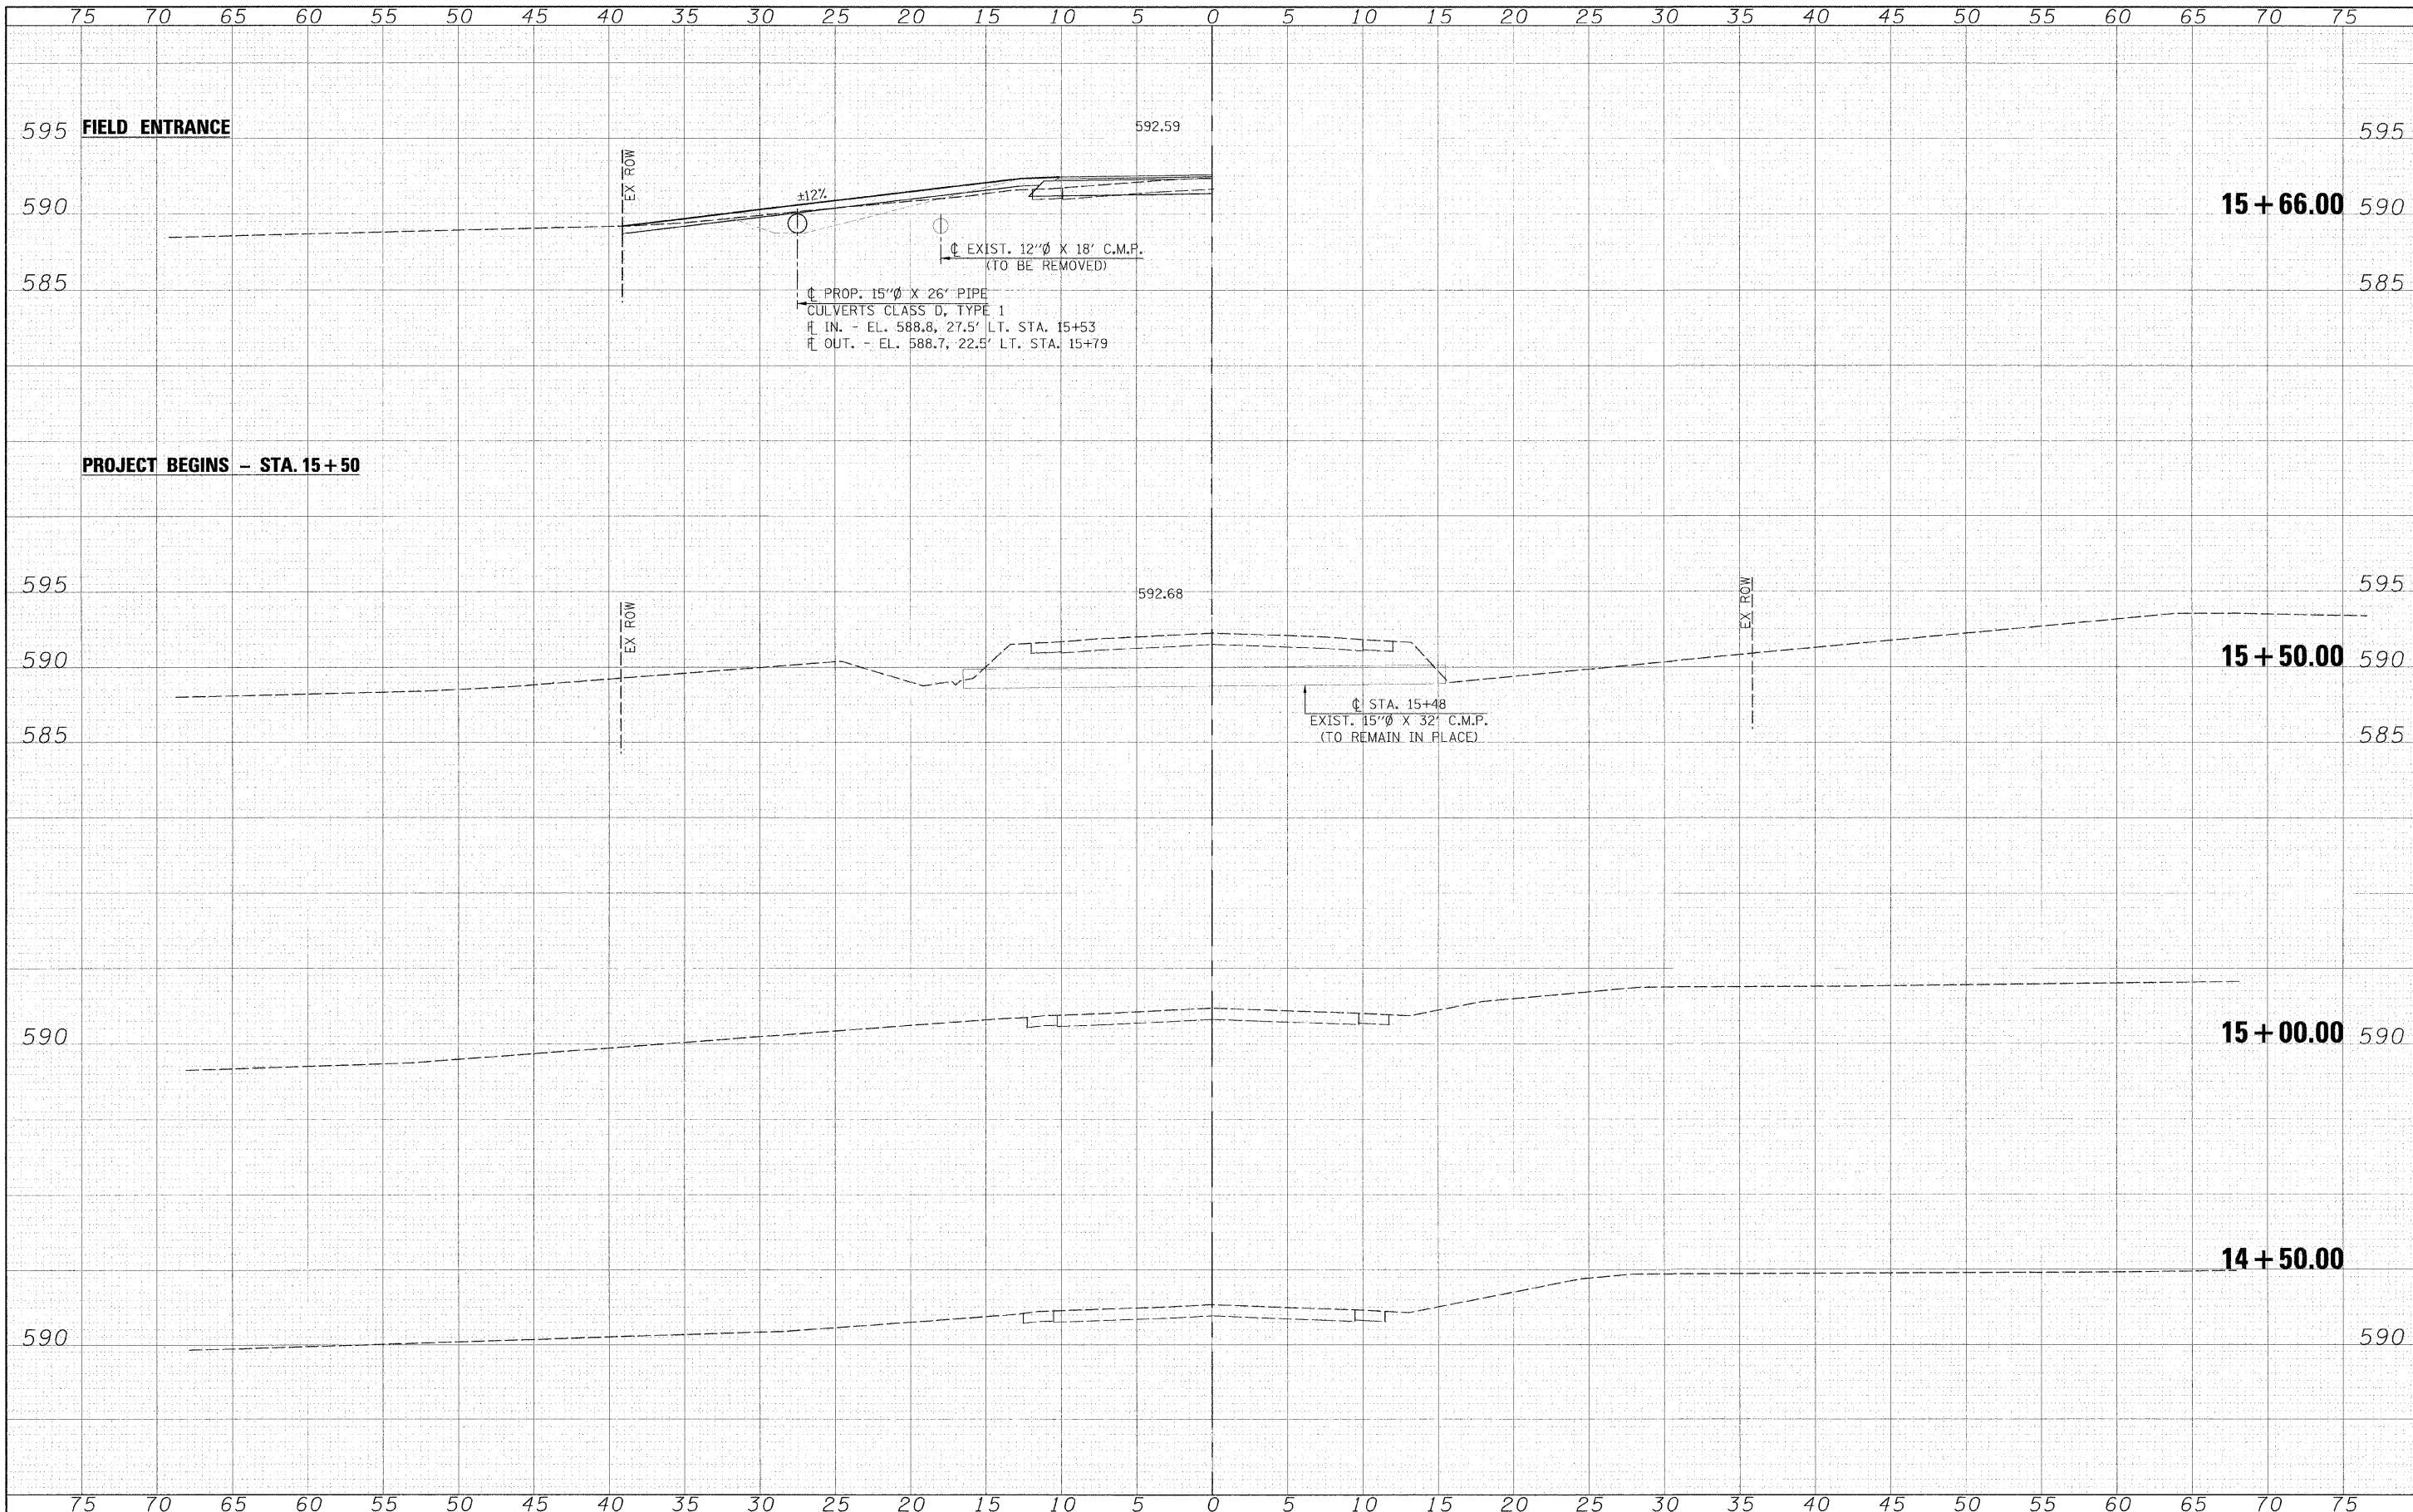 75 70 65 60 55 50 45 40 35 30 25 20 15 10 5 0 5 10 15 20 25 30 35 40 45 50 55 60 65 70 75
595 FIELD ENTRANCE 592.59 595
EX ROW
±12%
590 15+66.00 590
℄ EXIST. 12"Ø X 18' C.M.P.
(TO BE REMOVED)
585 585
℄ PROP. 15"Ø X 26' PIPE
CULVERTS CLASS D, TYPE 1
FL IN. - EL. 588.8, 27.5' LT. STA. 15+53
FL OUT. - EL. 588.7, 22.5' LT. STA. 15+79
PROJECT BEGINS - STA. 15+50
595 592.68 595
EX ROW
EX ROW
590 15+50.00 590
℄ STA. 15+48
EXIST. 15"Ø X 32' C.M.P.
(TO REMAIN IN PLACE)
585 585
590 15+00.00 590
14+50.00
590 590
75 70 65 60 55 50 45 40 35 30 25 20 15 10 5 0 5 10 15 20 25 30 35 40 45 50 55 60 65 70 75